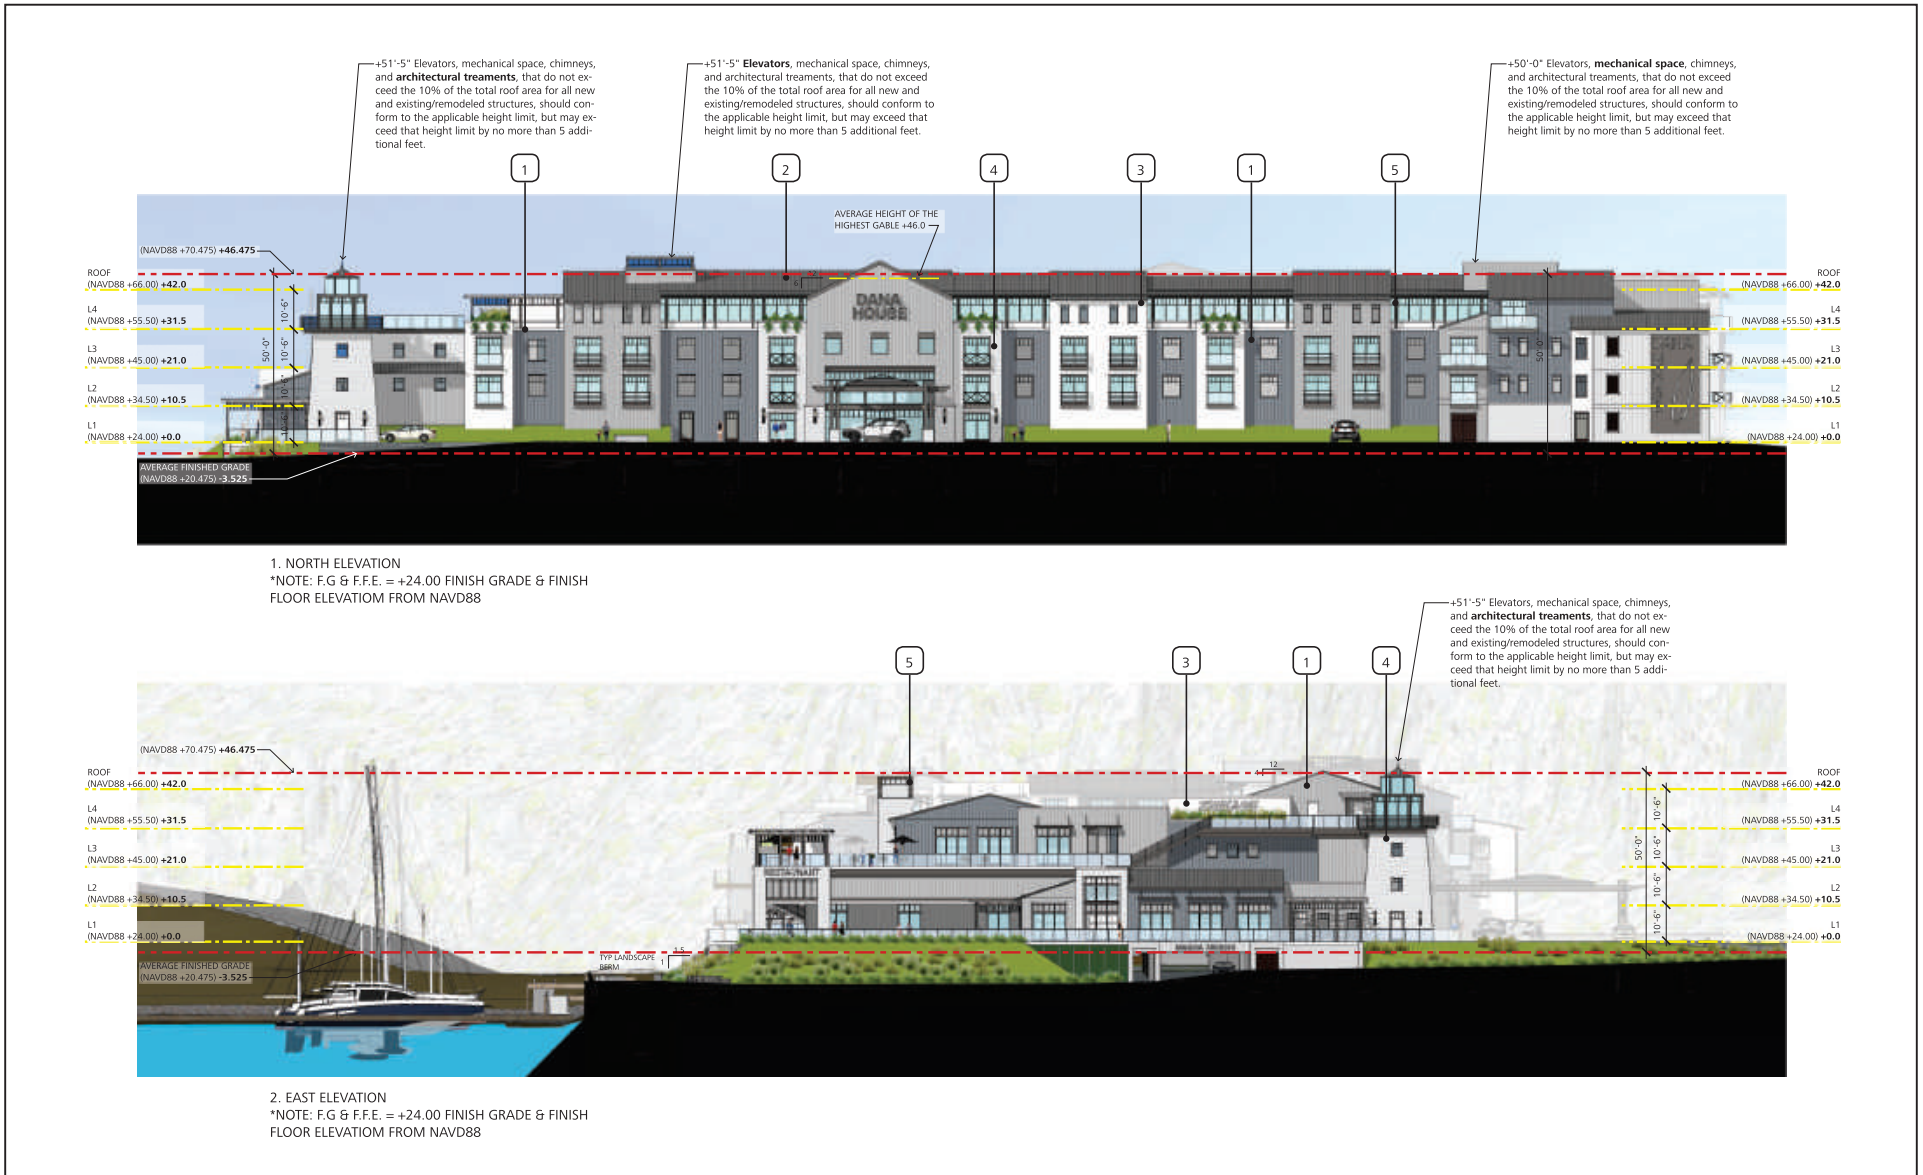 +51'-5" Elevators, mechanical space, chimneys,
and architectural treaments, that do not ex-
ceed the 10% of the total roof area for all new
and existing/remodeled structures, should con-
form to the applicable height limit, but may ex-
ceed that height limit by no more than 5 addi-
tional feet.
+51'-5" Elevators, mechanical space, chimneys,
and architectural treaments, that do not exceed
the 10% of the total roof area for all new and
existing/remodeled structures, should conform to
the applicable height limit, but may exceed that
height limit by no more than 5 additional feet.
+50'-0" Elevators, mechanical space, chimneys,
and architectural treaments, that do not exceed
the 10% of the total roof area for all new and
existing/remodeled structures, should conform to
the applicable height limit, but may exceed that
height limit by no more than 5 additional feet.
1
2
4
3
1
5
AVERAGE HEIGHT OF THE
HIGHEST GABLE +46.0
(NAVD88 +70.475) +46.475
ROOF
(NAVD88 +66.00) +42.0
L4
(NAVD88 +55.50) +31.5
L3
(NAVD88 +45.00) +21.0
L2
(NAVD88 +34.50) +10.5
L1
(NAVD88 +24.00) +0.0
AVERAGE FINISHED GRADE
(NAVD88 +20.475) -3.525
50'-0"
10'-6"
10'-6"
10'-6"
10'-6"
12
6
DANA
HOUSE
50'-0"
DANA
ROOF
(NAVD88 +66.00) +42.0
L4
(NAVD88 +55.50) +31.5
L3
(NAVD88 +45.00) +21.0
L2
(NAVD88 +34.50) +10.5
L1
(NAVD88 +24.00) +0.0
1. NORTH ELEVATION
*NOTE: F.G & F.F.E. = +24.00 FINISH GRADE & FINISH
FLOOR ELEVATIOM FROM NAVD88
+51'-5" Elevators, mechanical space, chimneys,
and architectural treaments, that do not ex-
ceed the 10% of the total roof area for all new
and existing/remodeled structures, should con-
form to the applicable height limit, but may ex-
ceed that height limit by no more than 5 addi-
tional feet.
5
3
1
4
(NAVD88 +70.475) +46.475
ROOF
(NAVD88 +66.00) +42.0
L4
(NAVD88 +55.50) +31.5
L3
(NAVD88 +45.00) +21.0
L2
(NAVD88 +34.50) +10.5
L1
(NAVD88 +24.00) +0.0
AVERAGE FINISHED GRADE
(NAVD88 +20.475) -3.525
TYP LANDSCAPE
BERM
1
1.5
12
4
RESTAURANT
50'-0"
10'-6"
10'-6"
10'-6"
10'-6"
ROOF
(NAVD88 +66.00) +42.0
L4
(NAVD88 +55.50) +31.5
L3
(NAVD88 +45.00) +21.0
L2
(NAVD88 +34.50) +10.5
L1
(NAVD88 +24.00) +0.0
2. EAST ELEVATION
*NOTE: F.G & F.F.E. = +24.00 FINISH GRADE & FINISH
FLOOR ELEVATIOM FROM NAVD88